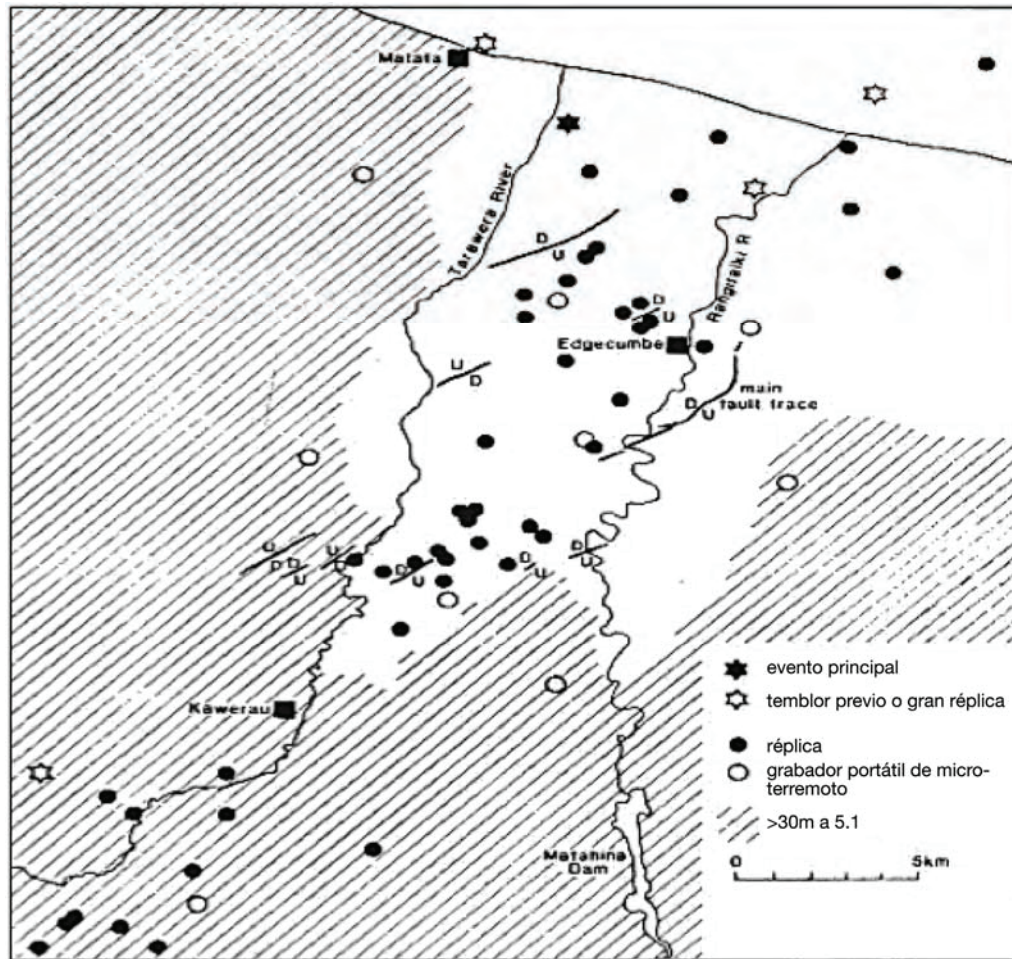 Matata
Tarawera River
D
U
Rangitaiki R
D
U
Edgecumbe
U
D
main
fault trace
D
U
U
D
D
U
U
D
D
U
D
U
D
U
evento principal
temblor previo o gran réplica
Kawerau
réplica
grabador portátil de micro-
terremoto
>30m a 5.1
Matahina
Dam
0 5km